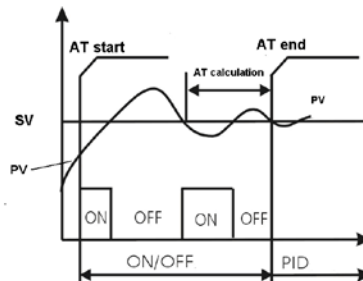 AT start
AT end
AT calculation
PV
SV
PV
ON
OFF
ON
OFF
ON/OFF
PID